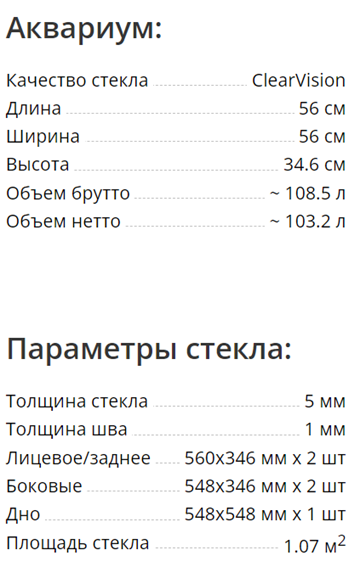 Аквариум:
Качество стекла ClearVision
Длина 56 см
Ширина 56 см
Высота 34.6 см
Объем брутто ~ 108.5 л
Объем нетто ~ 103.2 л
Параметры стекла:
Толщина стекла 5 мм
Толщина шва 1 мм
Лицевое/заднее 560x346 мм x 2 шт
Боковые 548x346 мм x 2 шт
Дно 548x548 мм x 1 шт
Площадь стекла 1.07 м²